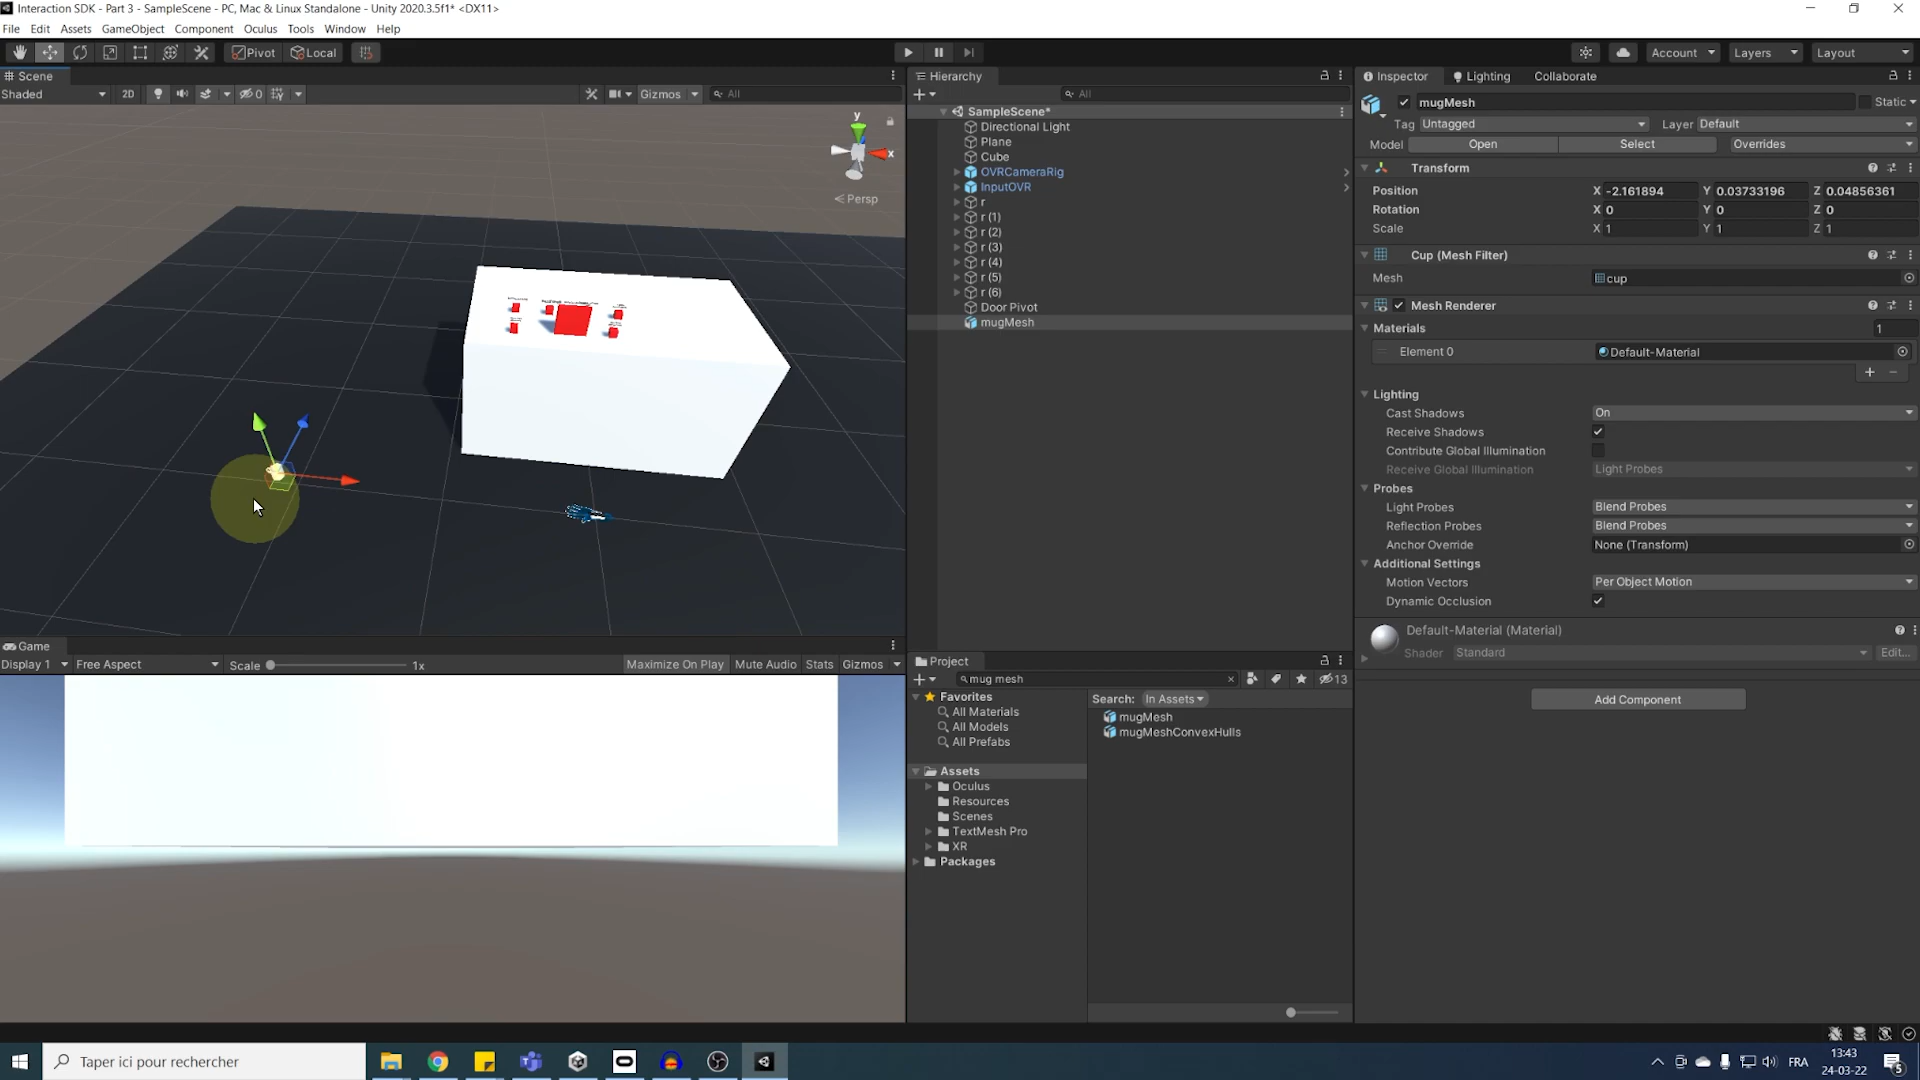 Interaction SDK - Part 3 - SampleScene - PC, Mac & Linux Standalone - Unity 2020.3.5f1* <DX11>
File Edit Assets GameObject Component Oculus Tools Window Help
Pivot Local
Account Layers Layout
Scene
Shaded 2D 0 Gizmos All
y
x
Persp
Hierarchy
All
SampleScene*
Directional Light
Plane
Cube
OVRCameraRig
InputOVR
r
r (1)
r (2)
r (3)
r (4)
r (5)
r (6)
Door Pivot
mugMesh
Inspector Lighting Collaborate
mugMesh Static
Tag Untagged Layer Default
Model Open Select Overrides
Transform
Position X -2.161894 Y 0.03733196 Z 0.04856361
Rotation X 0 Y 0 Z 0
Scale X 1 Y 1 Z 1
Cup (Mesh Filter)
Mesh cup
Mesh Renderer
Materials 1
Element 0 Default-Material
Lighting
Cast Shadows On
Receive Shadows
Contribute Global Illumination
Receive Global Illumination Light Probes
Probes
Light Probes Blend Probes
Reflection Probes Blend Probes
Anchor Override None (Transform)
Additional Settings
Motion Vectors Per Object Motion
Dynamic Occlusion
Default-Material (Material)
Shader Standard Edit...
Add Component
Game
Display 1 Free Aspect Scale 1x Maximize On Play Mute Audio Stats Gizmos
Project
mug mesh 13
Favorites
All Materials
All Models
All Prefabs
Assets
Oculus
Resources
Scenes
TextMesh Pro
XR
Packages
Search: In Assets
mugMesh
mugMeshConvexHulls
Taper ici pour rechercher
FRA
13:43
24-03-22
5